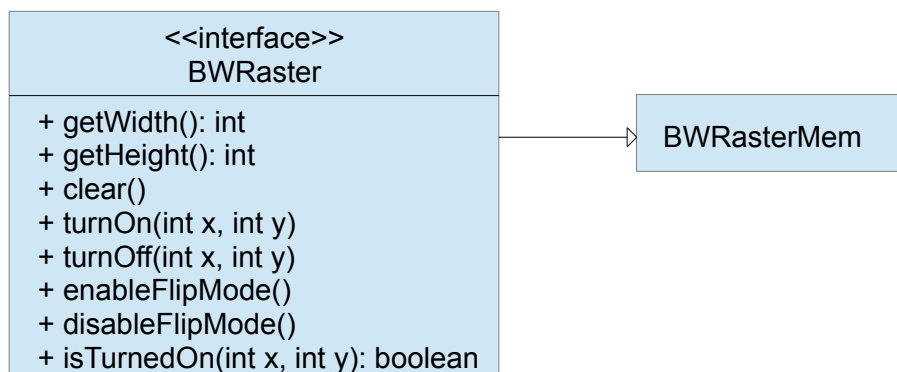 <<interface>>
BWRaster
+ getWidth(): int
+ getHeight(): int
+ clear()
+ turnOn(int x, int y)
+ turnOff(int x, int y)
+ enableFlipMode()
+ disableFlipMode()
+ isTurnedOn(int x, int y): boolean
BWRasterMem